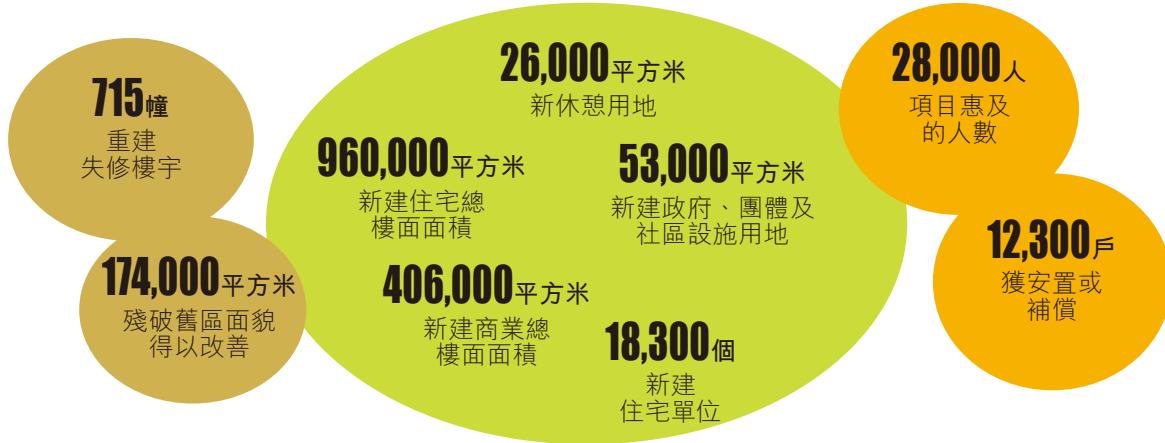 715幢
重建
失修樓宇
174,000平方米
殘破舊區面貌
得以改善
26,000平方米
新休憩用地
960,000平方米
新建住宅總
樓面面積
53,000平方米
新建政府、團體及
社區設施用地
406,000平方米
新建商業總
樓面面積
18,300個
新建
住宅單位
28,000人
項目惠及
的人數
12,300戶
獲安置或
補償